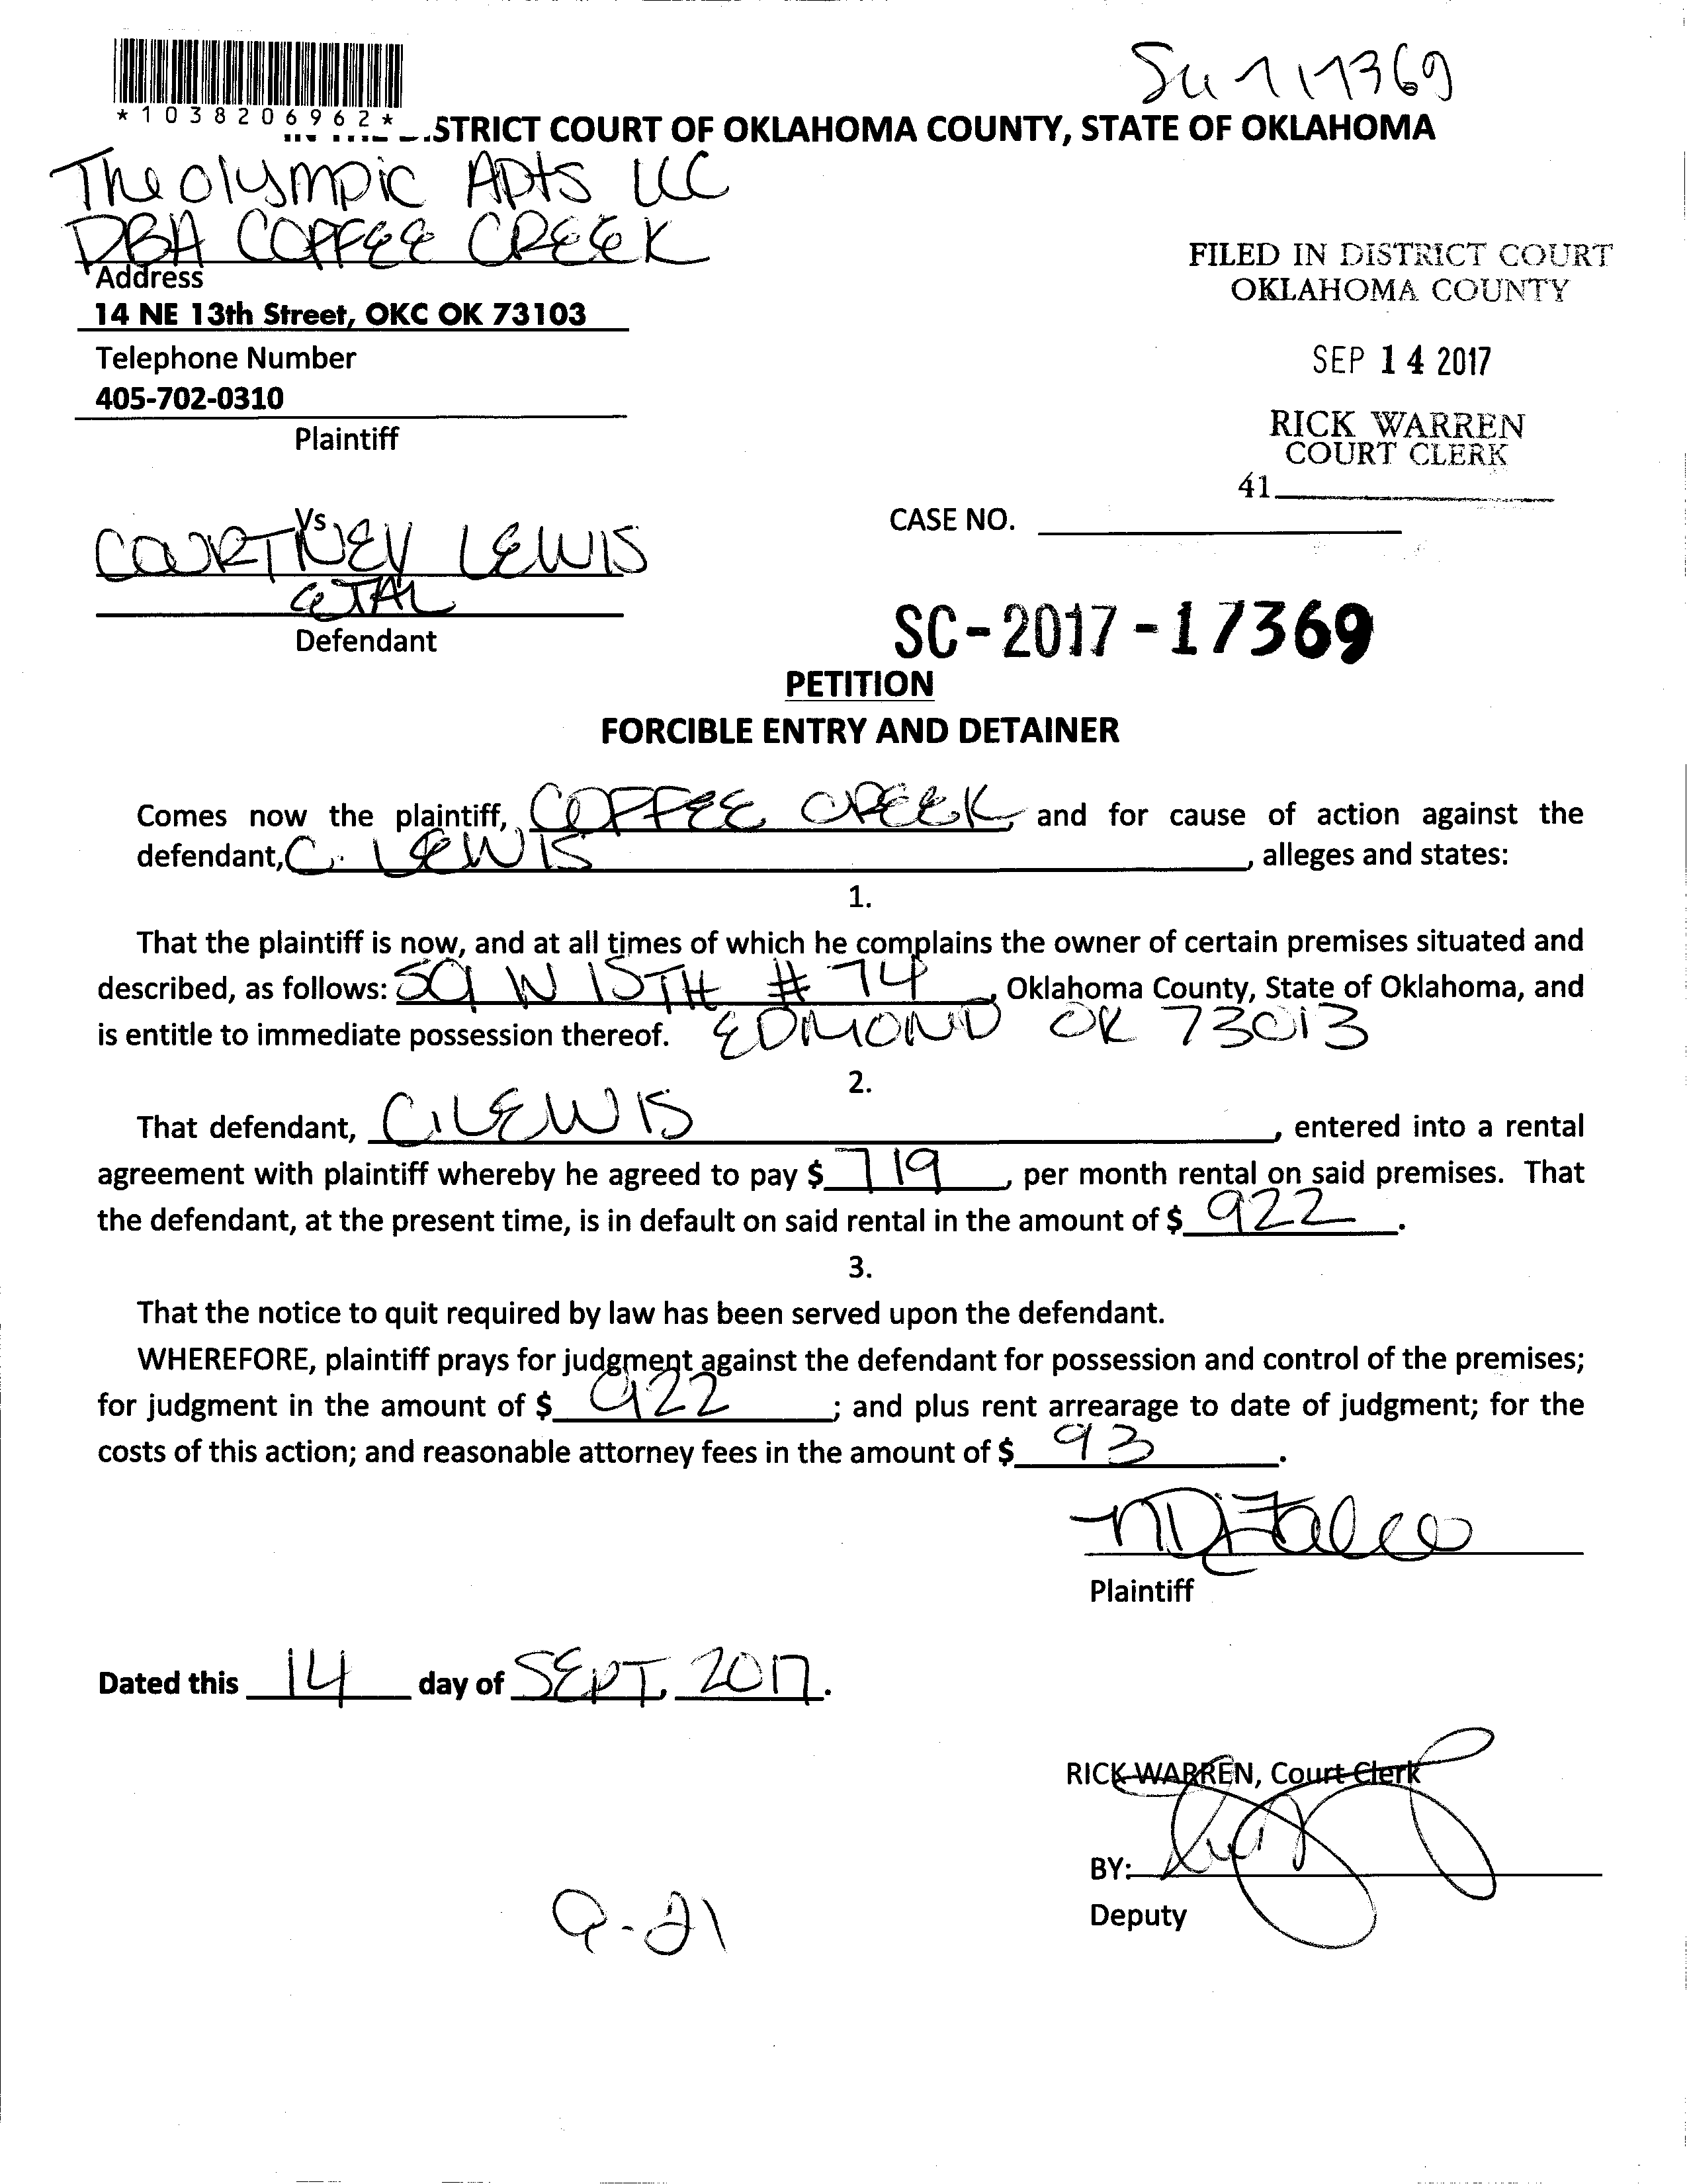 *1038206962*
Su 1717369
.STRICT COURT OF OKLAHOMA COUNTY, STATE OF OKLAHOMA
The Olympic Apts LLC
DBA COFFEE CREEK
Address
14 NE 13th Street, OKC OK 73103
Telephone Number
405-702-0310
Plaintiff
FILED IN DISTRICT COURT
OKLAHOMA COUNTY
SEP 14 2017
RICK WARREN
COURT CLERK
41
Vs
COURTNEY LEWIS
ETAL
Defendant
CASE NO.
SC-2017-17369
PETITION
FORCIBLE ENTRY AND DETAINER
Comes now the plaintiff, COFFEE CREEK, and for cause of action against the
defendant, C. LEWIS, alleges and states:
1.
That the plaintiff is now, and at all times of which he complains the owner of certain premises situated and
described, as follows: W 15TH # 74, Oklahoma County, State of Oklahoma, and
is entitle to immediate possession thereof. EDMOND OK 73013
2.
That defendant, C. LEWIS, entered into a rental
agreement with plaintiff whereby he agreed to pay $ 719, per month rental on said premises. That
the defendant, at the present time, is in default on said rental in the amount of $ 922.
3.
That the notice to quit required by law has been served upon the defendant.
WHEREFORE, plaintiff prays for judgment against the defendant for possession and control of the premises;
for judgment in the amount of $ 922; and plus rent arrearage to date of judgment; for the
costs of this action; and reasonable attorney fees in the amount of $ 93.
Plaintiff
Dated this 14 day of SEPT. 2017.
RICK WARREN, Court Clerk
BY:
Deputy
9-21